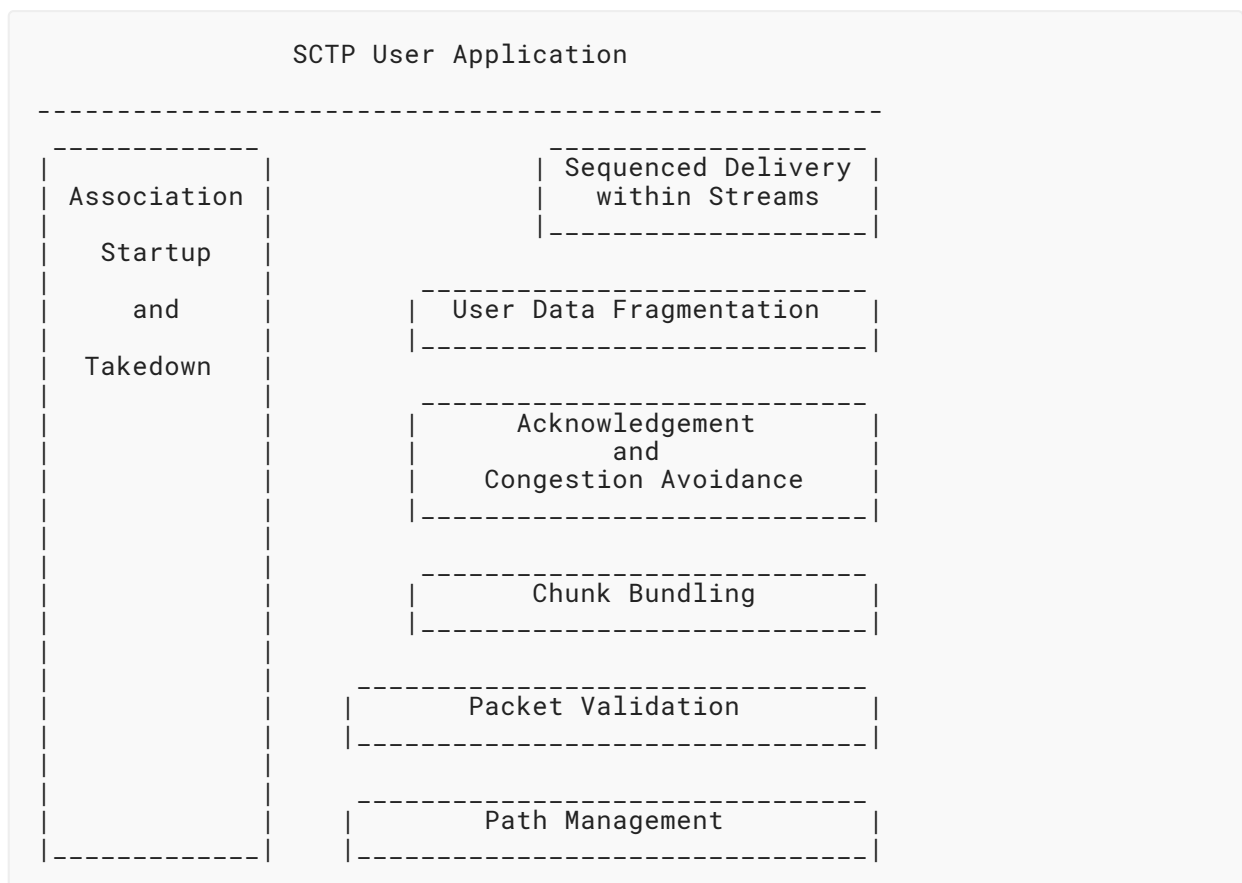 SCTP User Application
Association
Startup
and
Takedown
Sequenced Delivery
within Streams
User Data Fragmentation
Acknowledgement
and
Congestion Avoidance
Chunk Bundling
Packet Validation
Path Management